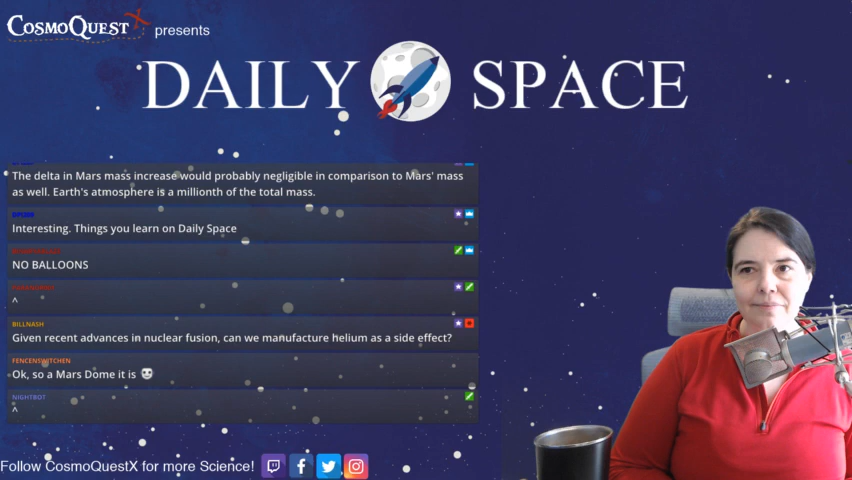 CosmoQuest X presents
DAILY SPACE
The delta in Mars mass increase would probably negligible in comparison to Mars' mass
as well. Earth's atmosphere is a millionth of the total mass.
Interesting. Things you learn on Daily Space
NO BALLOONS
^
BILLNASH
Given recent advances in nuclear fusion, can we manufacture helium as a side effect?
FENCENSWITCHEN
Ok, so a Mars Dome it is
NIGHTBOT
^
Follow CosmoQuestX for more Science!